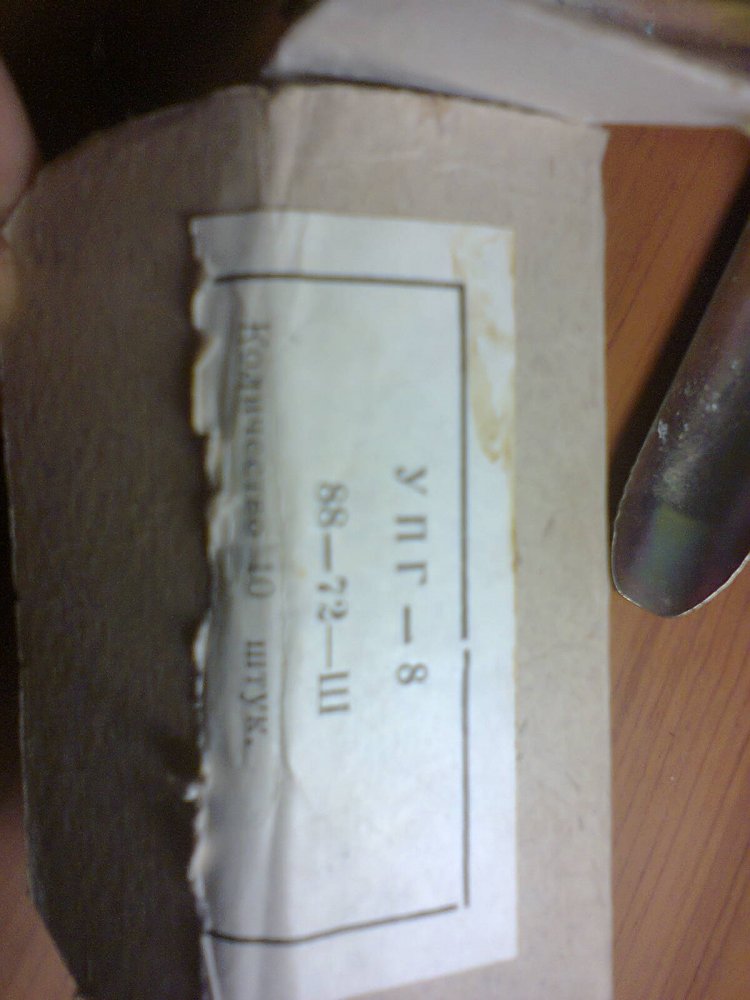 УПГ—8
88—72—Ш
Количество 10 штук.